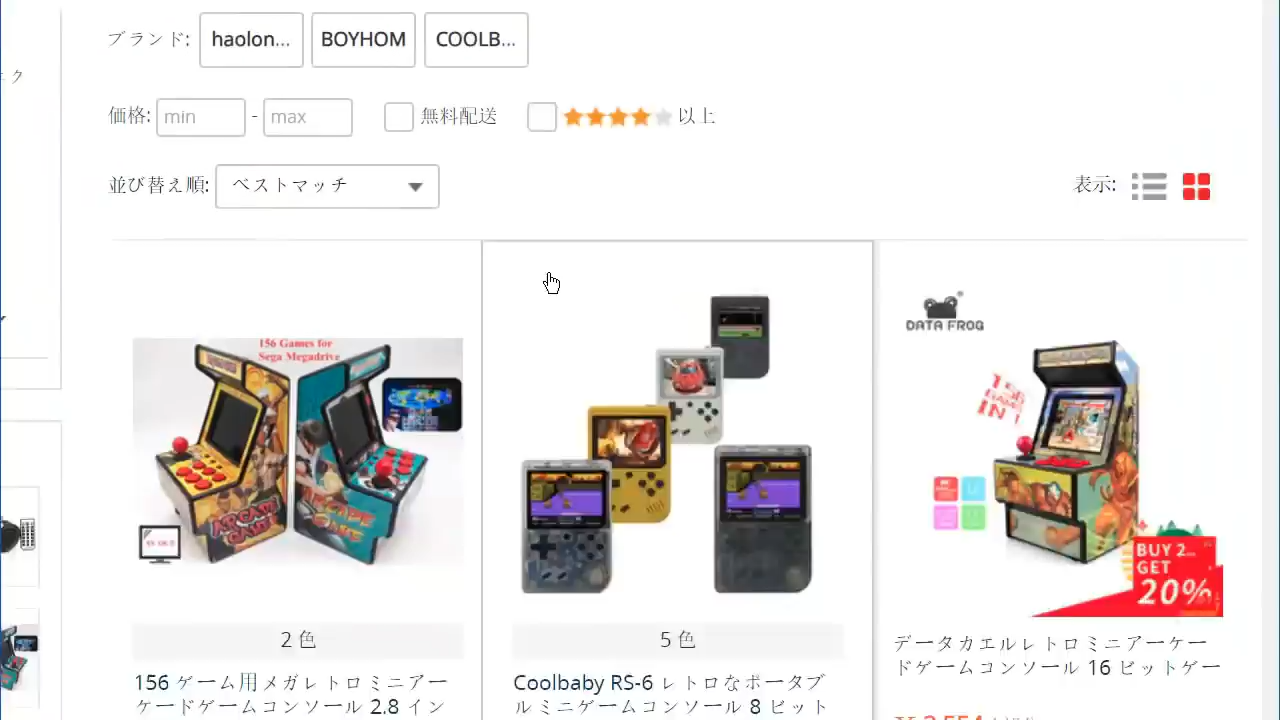 ク
ブランド: haolon... BOYHOM COOLB...
価格: min - max 無料配送 以上
並び替え順: ベストマッチ 表示:
156 Games for
Sega Megadrive
ARCADE
GAME
DATA FROG
BUY 2...
GET
20%
2 色
5 色
156 ゲーム用メガレトロミニアー
ケードゲームコンソール 2.8 イン
Coolbaby RS-6 レトロなポータブ
ルミニゲームコンソール 8 ビット
データカエルレトロミニアーケー
ドゲームコンソール 16 ビットゲー